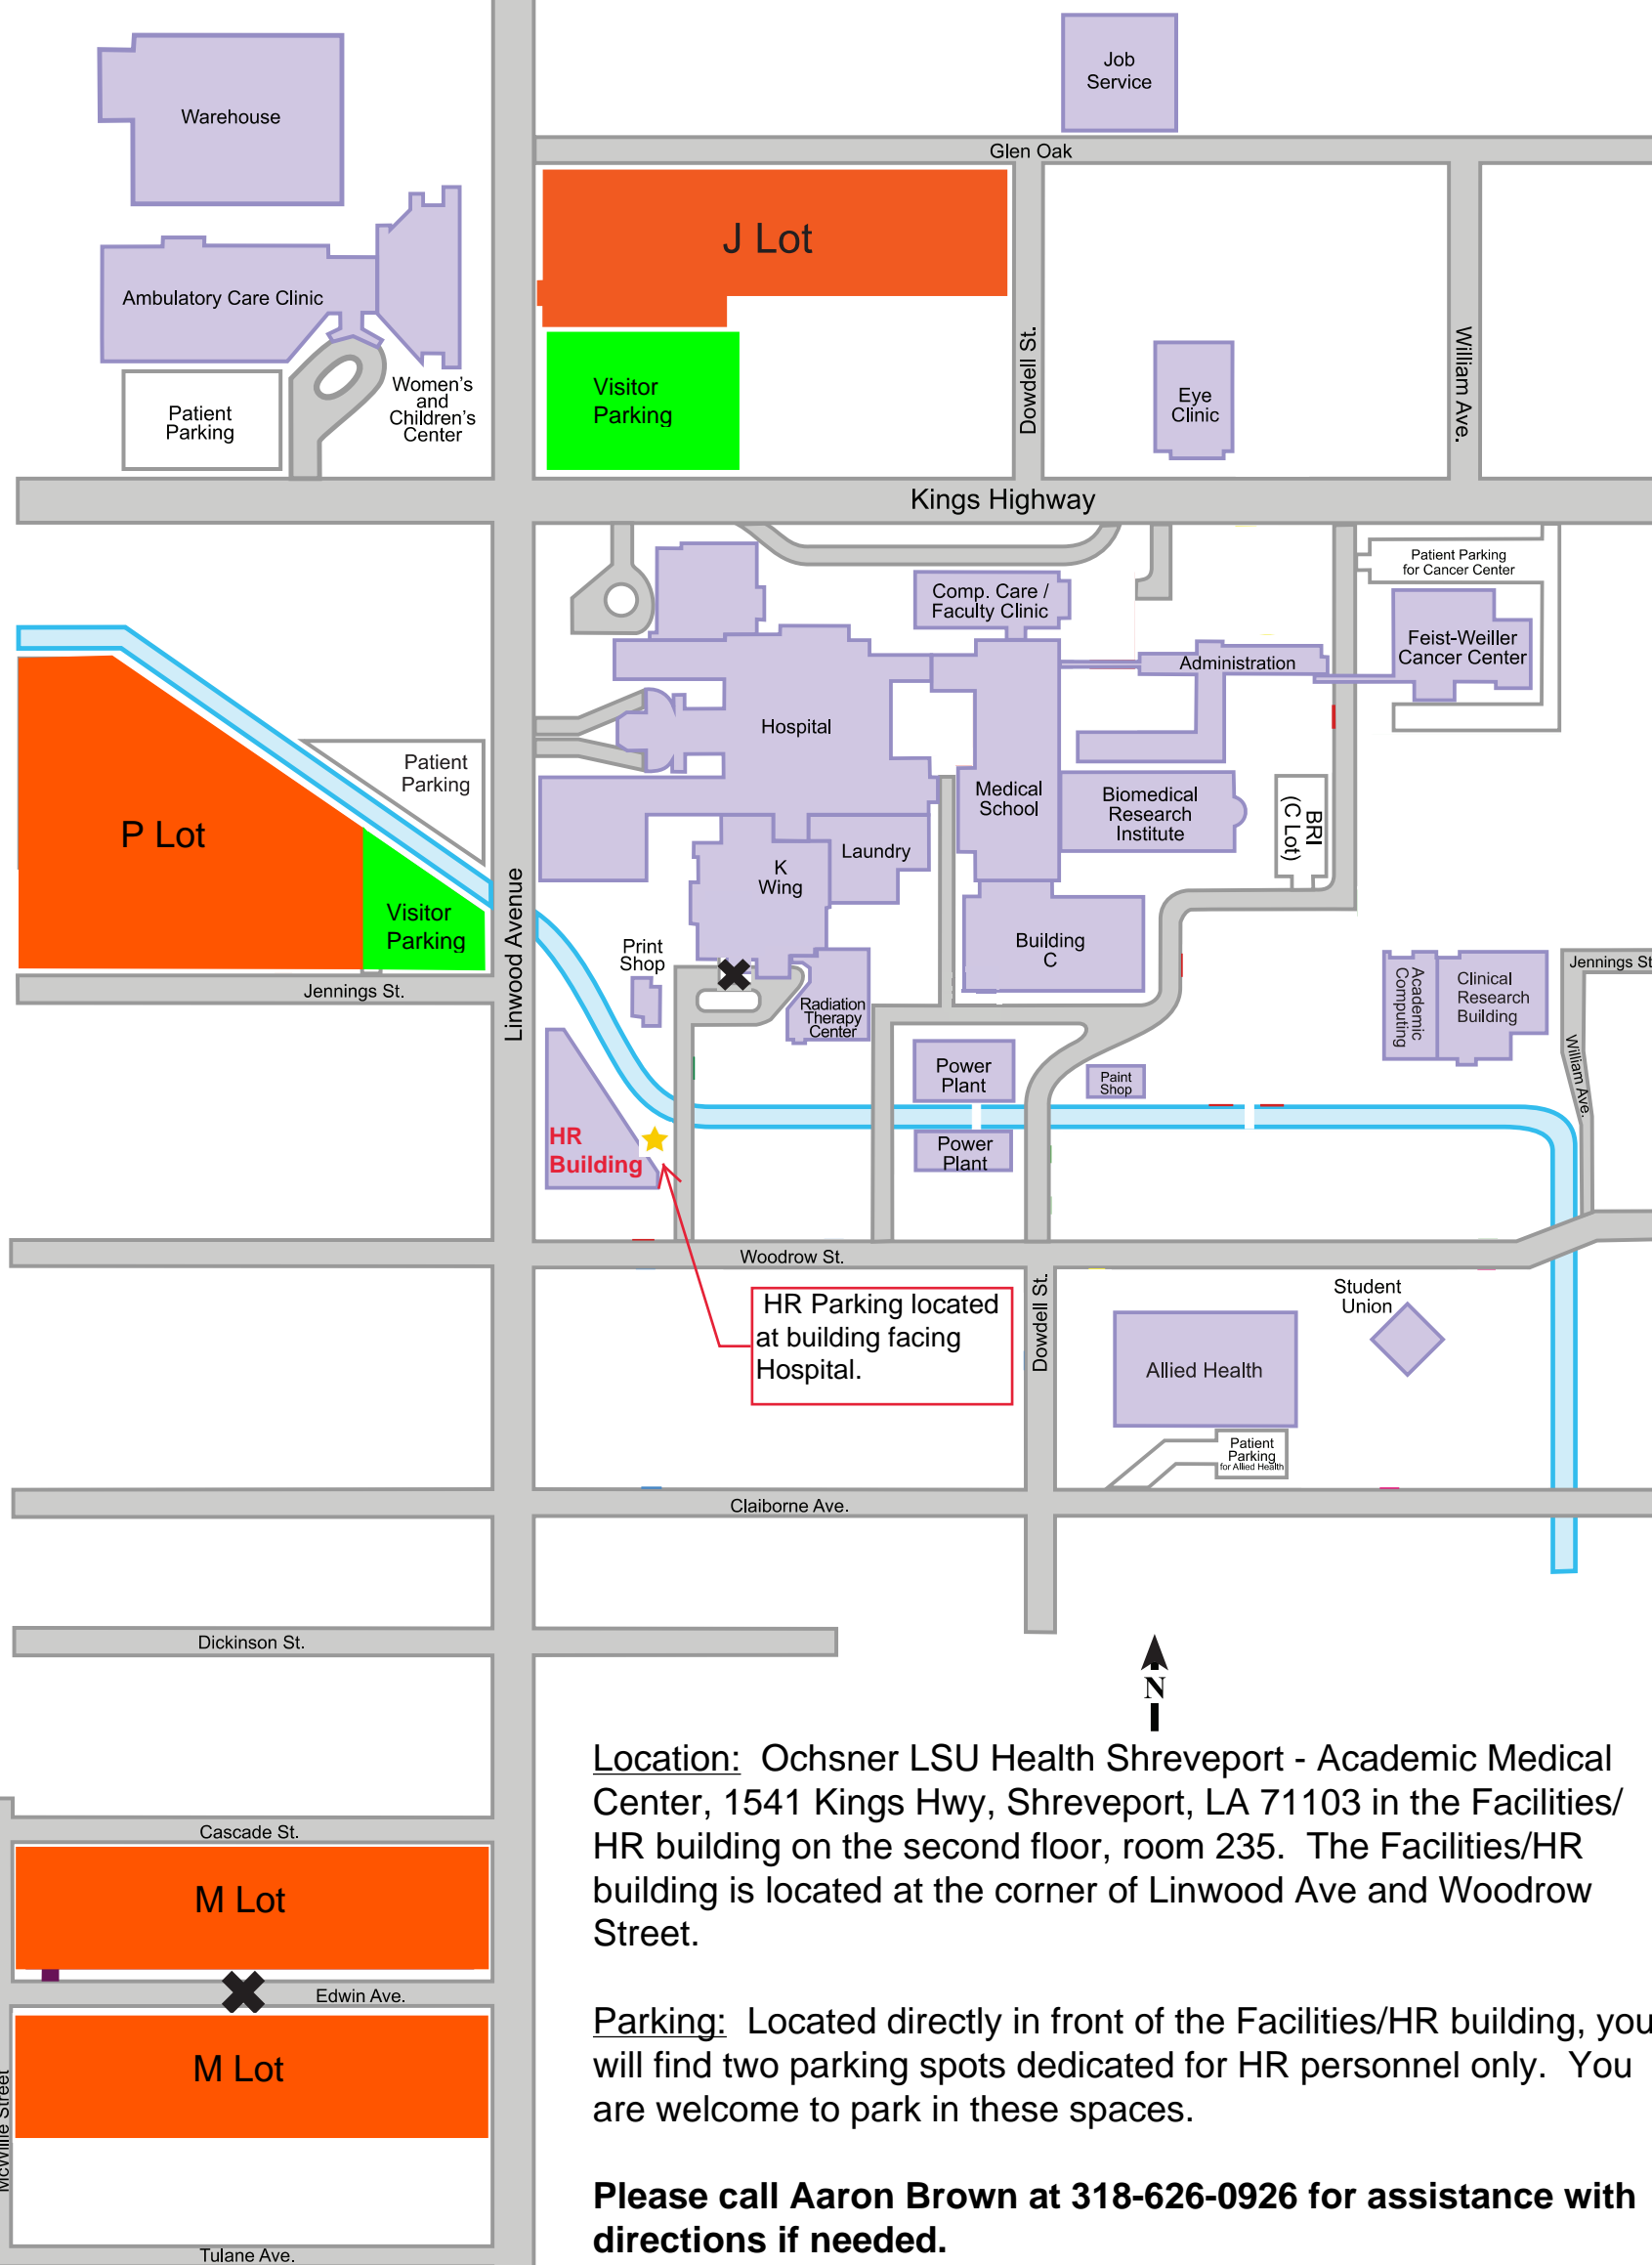 Job
Service
Warehouse
Glen Oak
J Lot
Ambulatory Care Clinic
Dowdell St.
William Ave.
Women's
and
Children's
Center
Visitor
Parking
Eye
Clinic
Patient
Parking
Kings Highway
Patient Parking
for Cancer Center
Comp. Care /
Faculty Clinic
Feist-Weiller
Cancer Center
Administration
Hospital
Patient
Parking
P Lot
Medical
School
Biomedical
Research
Institute
BRI
(C Lot)
Laundry
K
Wing
Linwood Avenue
Visitor
Parking
Print
Shop
Building
C
Jennings St.
Jennings St
Academic
Computing
Clinical
Research
Building
Radiation
Therapy
Center
William Ave.
Power
Plant
Paint
Shop
HR
Building
Power
Plant
Woodrow St.
Dowdell St.
Student
Union
HR Parking located
at building facing
Hospital.
Allied Health
Patient
Parking
for Allied Health
Claiborne Ave.
Dickinson St.
N
Location: Ochsner LSU Health Shreveport - Academic Medical
Center, 1541 Kings Hwy, Shreveport, LA 71103 in the Facilities/
HR building on the second floor, room 235. The Facilities/HR
building is located at the corner of Linwood Ave and Woodrow
Street.
Cascade St.
M Lot
Edwin Ave.
M Lot
McWillie Street
Tulane Ave.
Parking: Located directly in front of the Facilities/HR building, you
will find two parking spots dedicated for HR personnel only. You
are welcome to park in these spaces.
Please call Aaron Brown at 318-626-0926 for assistance with
directions if needed.